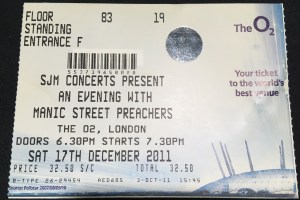 FLOOR 83 19
STANDING
ENTRANCE F
The O2
553719650020
SJM CONCERTS PRESENT
AN EVENING WITH
MANIC STREET PREACHERS
THE O2, LONDON
DOORS 6.30PM STARTS 7.30PM
SAT 17TH DECEMBER 2011
PRICE 32.50 S/C TOTAL 32.50
Your ticket
to the world's
best venue